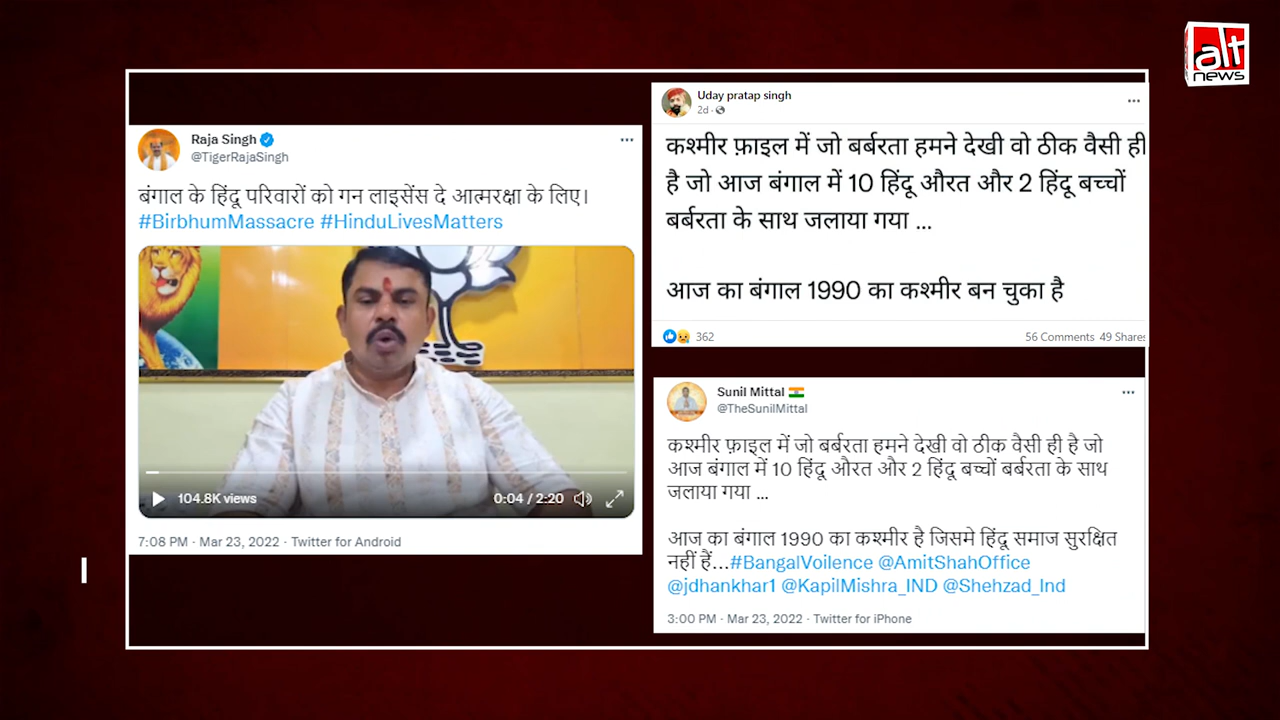 alt
news
Raja Singh
@TigerRajaSingh
बंगाल के हिंदू परिवारों को गन लाइसेंस दे आत्मरक्षा के लिए।
#BirbhumMassacre #HinduLivesMatters
104.8K views
0:04 / 2:20
7:08 PM · Mar 23, 2022 · Twitter for Android
Uday pratap singh
2d ·
कश्मीर फ़ाइल में जो बर्बरता हमने देखी वो ठीक वैसी ही
है जो आज बंगाल में 10 हिंदू औरत और 2 हिंदू बच्चों
बर्बरता के साथ जलाया गया ...
आज का बंगाल 1990 का कश्मीर बन चुका है
362
56 Comments 49 Shares
Sunil Mittal
@TheSunilMittal
कश्मीर फ़ाइल में जो बर्बरता हमने देखी वो ठीक वैसी ही है जो
आज बंगाल में 10 हिंदू औरत और 2 हिंदू बच्चों बर्बरता के साथ
जलाया गया ...
आज का बंगाल 1990 का कश्मीर है जिसमे हिंदू समाज सुरक्षित
नहीं हैं...#BangalVoilence @AmitShahOffice
@jdhankhar1 @KapilMishra_IND @Shehzad_Ind
3:00 PM · Mar 23, 2022 · Twitter for iPhone